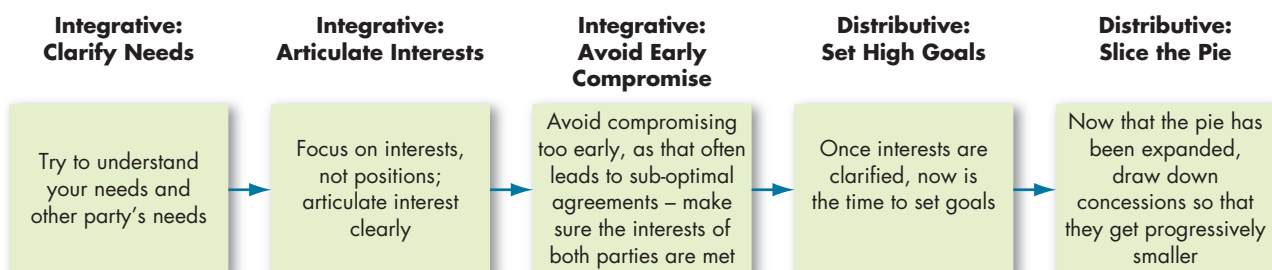 Integrative:
Clarify Needs
Integrative:
Articulate Interests
Integrative:
Avoid Early
Compromise
Distributive:
Set High Goals
Distributive:
Slice the Pie
Try to understand
your needs and
other party's needs
Focus on interests,
not positions;
articulate interest
clearly
Avoid compromising
too early, as that often
leads to sub-optimal
agreements – make
sure the interests of
both parties are met
Once interests are
clarified, now is
the time to set goals
Now that the pie has
been expanded,
draw down
concessions so that
they get progressively
smaller